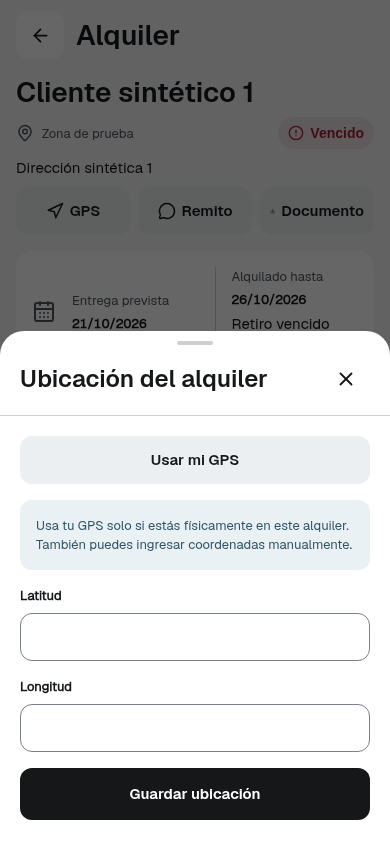 Alquiler
Cliente sintético 1
Zona de prueba
Vencido
Dirección sintética 1
GPS
Remito
Documento
Entrega prevista
21/10/2026
Alquilado hasta
26/10/2026
Retiro vencido
Ubicación del alquiler
Usar mi GPS
Usa tu GPS solo si estás físicamente en este alquiler.
También puedes ingresar coordenadas manualmente.
Latitud
Longitud
Guardar ubicación